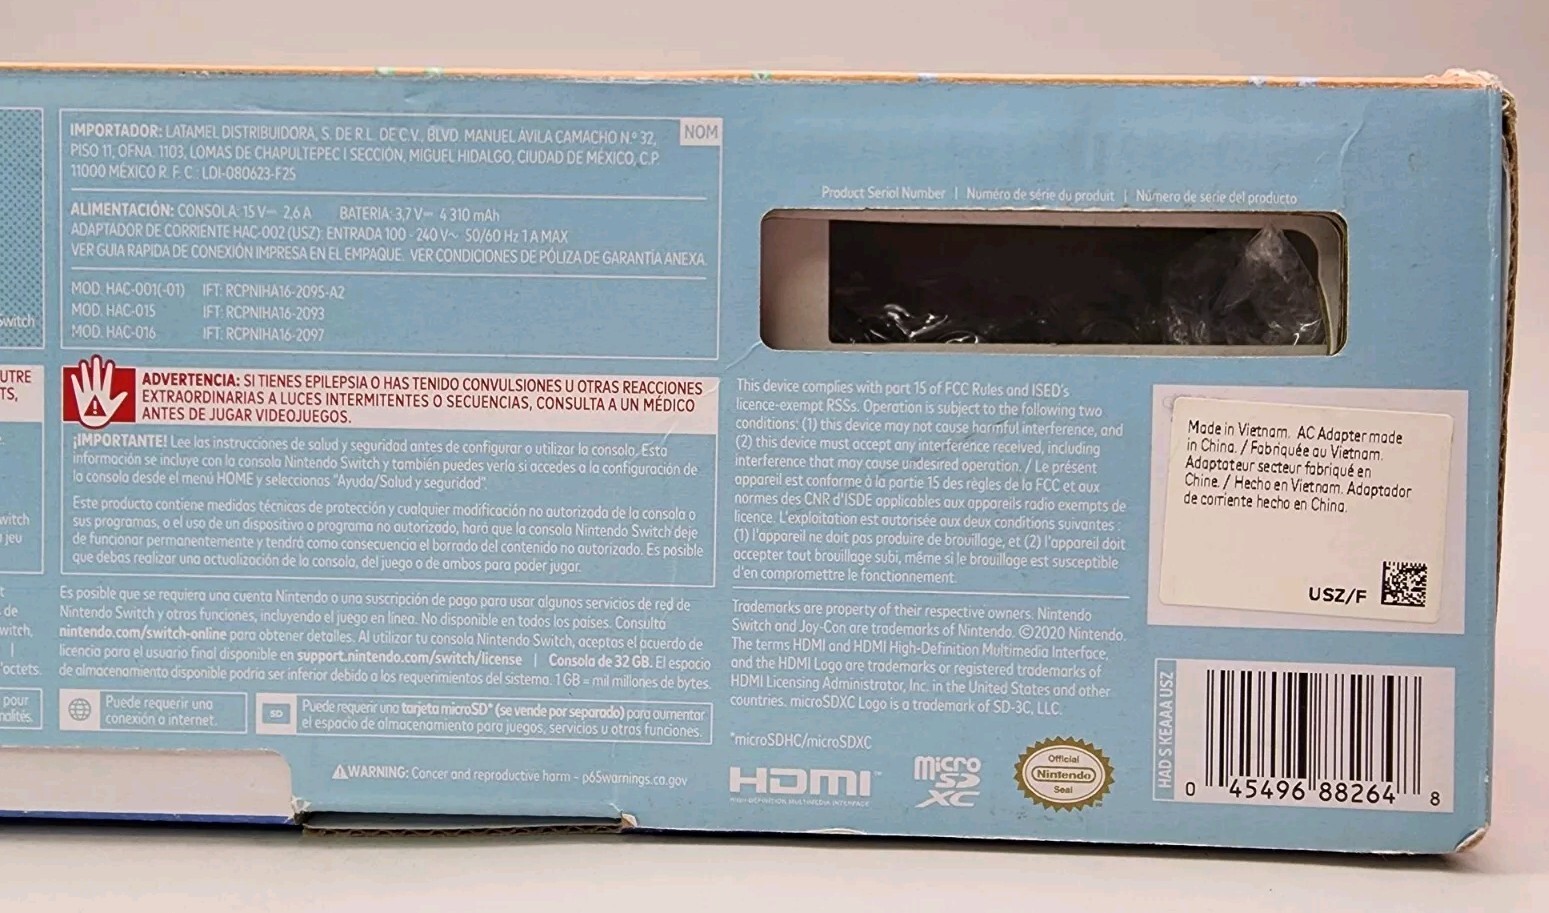 Switch
UTRE
TS,
witch
jeu
t
de
witch,
|
octets.
pour
nalités.
IMPORTADOR: LATAMEL DISTRIBUIDORA, S. DE R.L. DE C.V., BLVD. MANUEL ÁVILA CAMACHO N.º 32,
PISO 11, OFNA. 1103, LOMAS DE CHAPULTEPEC I SECCIÓN, MIGUEL HIDALGO, CIUDAD DE MÉXICO, C.P.
11000 MÉXICO R. F. C.: LDI-080623-F2S
NOM
ALIMENTACIÓN: CONSOLA: 15 V⎓ 2,6 A BATERIA: 3,7 V⎓ 4 310 mAh
ADAPTADOR DE CORRIENTE HAC-002 (USZ): ENTRADA 100 - 240 V~ 50/60 Hz 1 A MAX
VER GUIA RAPIDA DE CONEXIÓN IMPRESA EN EL EMPAQUE. VER CONDICIONES DE PÓLIZA DE GARANTÍA ANEXA.
MOD. HAC-001(-01) IFT: RCPNIHA16-2095-A2
MOD. HAC-015 IFT: RCPNIHA16-2093
MOD. HAC-016 IFT: RCPNIHA16-2097
ADVERTENCIA: SI TIENES EPILEPSIA O HAS TENIDO CONVULSIONES U OTRAS REACCIONES
EXTRAORDINARIAS A LUCES INTERMITENTES O SECUENCIAS, CONSULTA A UN MÉDICO
ANTES DE JUGAR VIDEOJUEGOS.
¡IMPORTANTE! Lee las instrucciones de salud y seguridad antes de configurar o utilizar la consola. Esta
información se incluye con la consola Nintendo Switch y también puedes verla si accedes a la configuración de
la consola desde el menú HOME y seleccionas "Ayuda/Salud y seguridad".
Este producto contiene medidas técnicas de protección y cualquier modificación no autorizada de la consola o
sus programas, o el uso de un dispositivo o programa no autorizado, hará que la consola Nintendo Switch deje
de funcionar permanentemente y tendrá como consecuencia el borrado del contenido no autorizado. Es posible
que debas realizar una actualización de la consola, del juego o de ambos para poder jugar.
Es posible que se requiera una cuenta Nintendo o una suscripción de pago para usar algunos servicios de red de
Nintendo Switch y otras funciones, incluyendo el juego en línea. No disponible en todos los países. Consulta
nintendo.com/switch-online para obtener detalles. Al utilizar tu consola Nintendo Switch, aceptas el acuerdo de
licencia para el usuario final disponible en support.nintendo.com/switch/license | Consola de 32 GB. El espacio
de almacenamiento disponible podría ser inferior debido a los requerimientos del sistema. 1 GB = mil millones de bytes.
Puede requerir una
conexión a internet.
SD
Puede requerir una tarjeta microSD* (se vende por separado) para aumentar
el espacio de almacenamiento para juegos, servicios u otras funciones.
WARNING: Cancer and reproductive harm - p65warnings.ca.gov
Product Serial Number | Numéro de série du produit | Número de serie del producto
This device complies with part 15 of FCC Rules and ISED's
licence-exempt RSSs. Operation is subject to the following two
conditions: (1) this device may not cause harmful interference, and
(2) this device must accept any interference received, including
interference that may cause undesired operation. / Le présent
appareil est conforme à la partie 15 des règles de la FCC et aux
normes des CNR d'ISDE applicables aux appareils radio exempts de
licence. L'exploitation est autorisée aux deux conditions suivantes :
(1) l'appareil ne doit pas produire de brouillage, et (2) l'appareil doit
accepter tout brouillage subi, même si le brouillage est susceptible
d'en compromettre le fonctionnement.
Trademarks are property of their respective owners. Nintendo
Switch and Joy-Con are trademarks of Nintendo. ©2020 Nintendo.
The terms HDMI and HDMI High-Definition Multimedia Interface,
and the HDMI Logo are trademarks or registered trademarks of
HDMI Licensing Administrator, Inc. in the United States and other
countries. microSDXC Logo is a trademark of SD-3C, LLC.
*microSDHC/microSDXC
HDMI™
HIGH-DEFINITION MULTIMEDIA INTERFACE
Micro
SD
XC
Official
Nintendo
Seal
Made in Vietnam. AC Adapter made
in China. / Fabriquée au Vietnam.
Adaptateur secteur fabriqué en
Chine. / Hecho en Vietnam. Adaptador
de corriente hecho en China.
USZ/F
HAD S KEAAA USZ
0 45496 88264 8